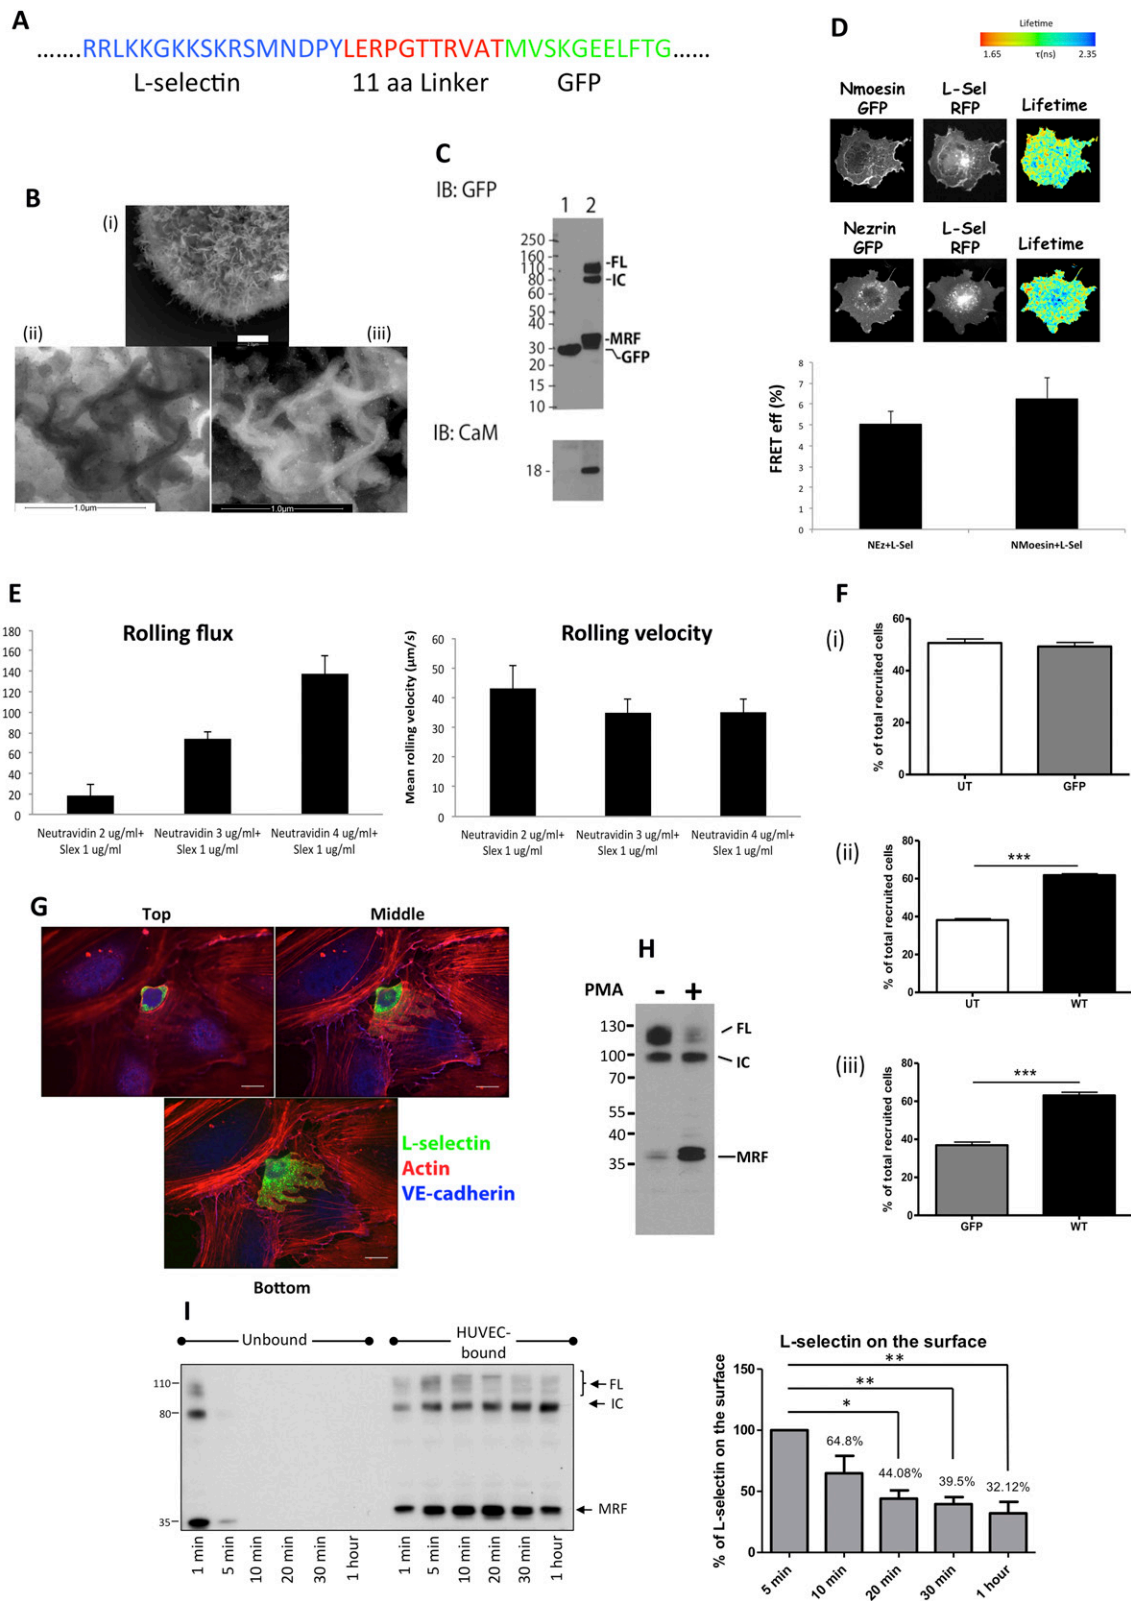 A
.......RRLKKGKKSKRSMNDPYLERPGTTRVATMVSKGEELFTG......
L-selectin 11 aa Linker GFP
B
(i)
(ii)
(iii)
1.0µm
1.0µm
C
IB: GFP
1 2
250
160
110
80
60
50
40
30
20
15
10
-FL
-IC
-MRF
GFP
IB: CaM
18 -
D
Lifetime
1.65 τ(ns) 2.35
Nmoesin GFP
L-Sel RFP
Lifetime
Nezrin GFP
L-Sel RFP
Lifetime
FRET eff (%)
8
7
6
5
4
3
2
1
0
NEz+L-Sel
NMoesin+L-Sel
E
Rolling flux
180
160
140
120
100
80
60
40
20
0
Neutravidin 2 ug/ml+ Slex 1 ug/ml
Neutravidin 3 ug/ml+ Slex 1 ug/ml
Neutravidin 4 ug/ml+ Slex 1 ug/ml
Rolling velocity
Mean rolling velocity (µm/s)
60
50
40
30
20
10
0
Neutravidin 2 ug/ml+ Slex 1 ug/ml
Neutravidin 3 ug/ml+ Slex 1 ug/ml
Neutravidin 4 ug/ml+ Slex 1 ug/ml
F
(i)
% of total recruited cells
60
40
20
0
UT
GFP
(ii)
% of total recruited cells
80
60
40
20
0
***
UT
WT
(iii)
% of total recruited cells
80
60
40
20
0
***
GFP
WT
G
Top
Middle
Bottom
L-selectin
Actin
VE-cadherin
H
PMA - +
130
100
70
55
40
35
FL
IC
MRF
I
Unbound
HUVEC-bound
110
80
35
FL
IC
MRF
1 min
5 min
10 min
20 min
30 min
1 hour
1 min
5 min
10 min
20 min
30 min
1 hour
L-selectin on the surface
% of L-selectin on the surface
150
100
50
0
**
**
*
64.8%
44.08%
39.5%
32.12%
5 min
10 min
20 min
30 min
1 hour